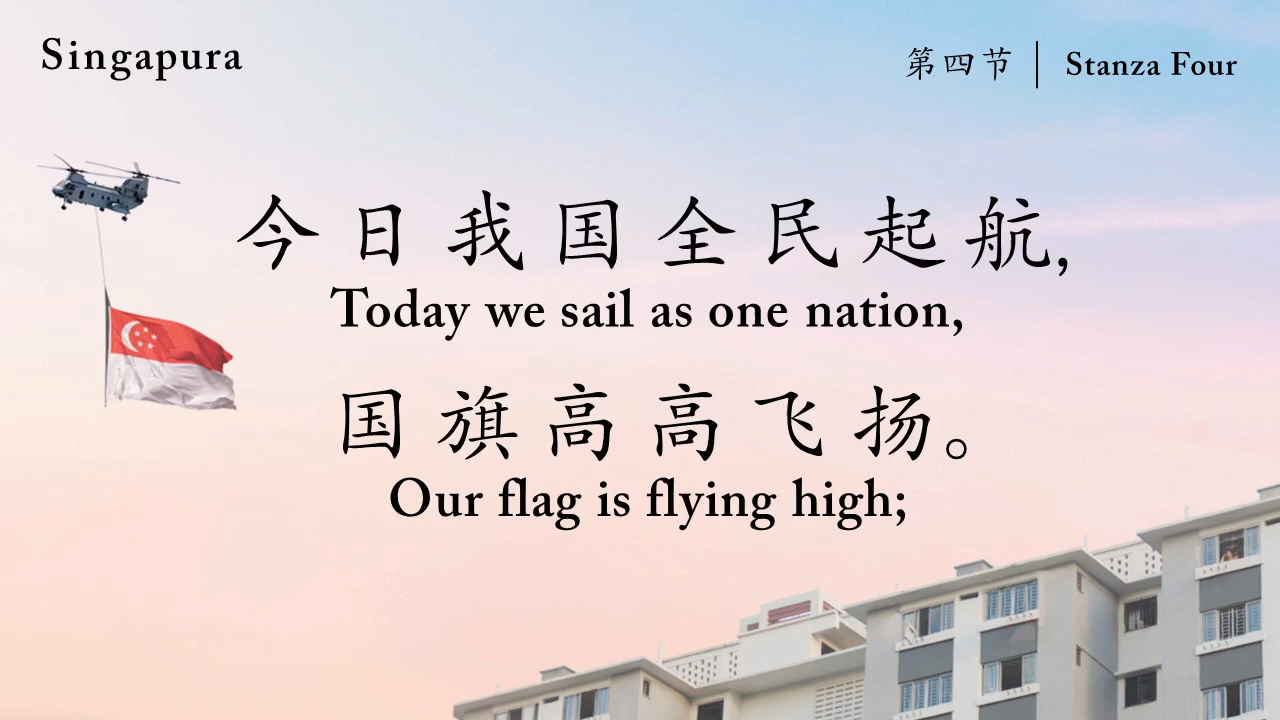 Singapura
第四节 | Stanza Four
今日我国全民起航,
Today we sail as one nation,
国旗高高飞扬。
Our flag is flying high;